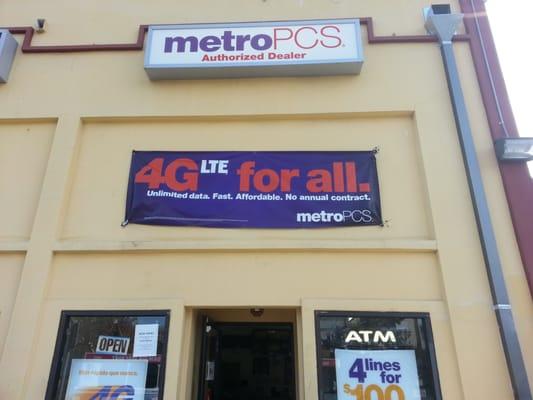 metroPCS.
Authorized Dealer
4G LTE for all.
Unlimited data. Fast. Affordable. No annual contract.
metroPCS.
OPEN
ATM
4 lines for
$100
4G